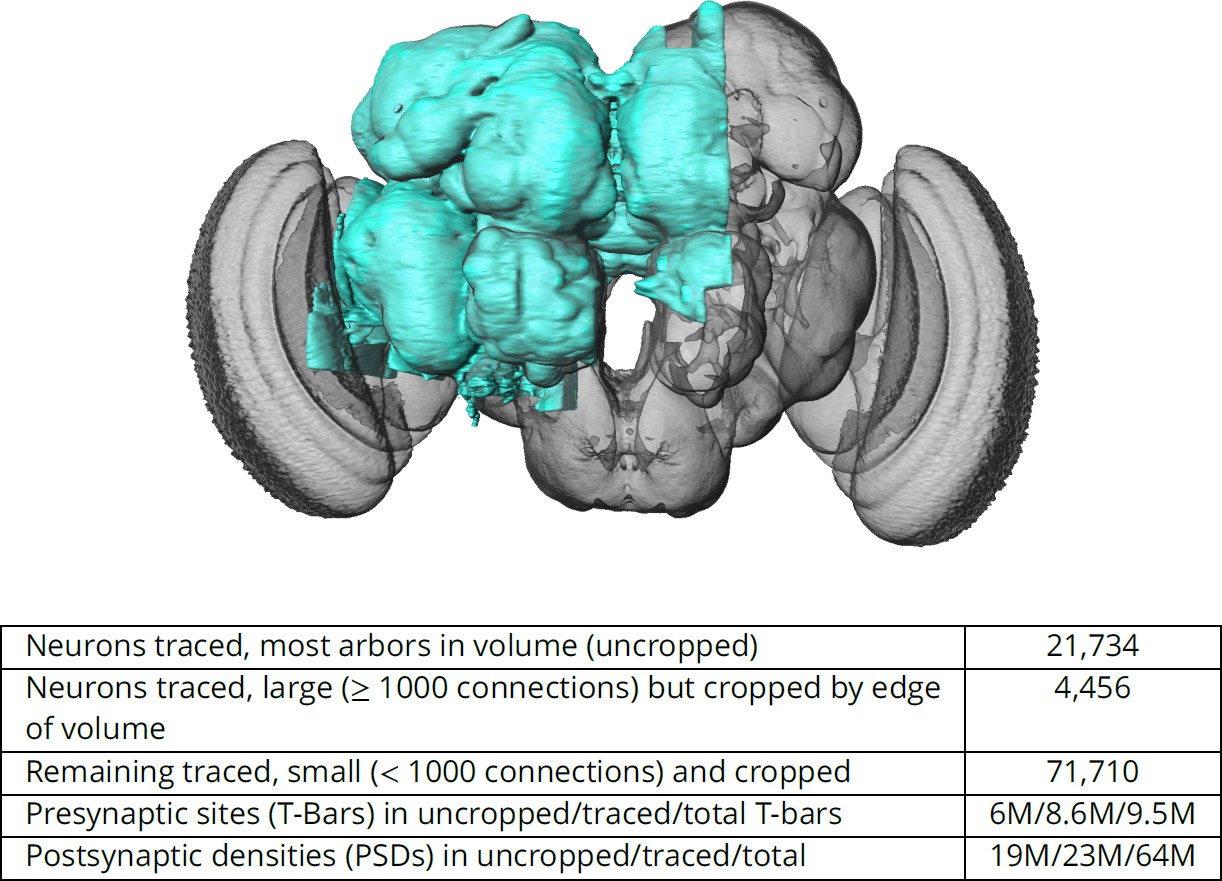 Neurons traced, most arbors in volume (uncropped)
21,734
Neurons traced, large (≥ 1000 connections) but cropped by edge
of volume
4,456
Remaining traced, small (< 1000 connections) and cropped
71,710
Presynaptic sites (T-Bars) in uncropped/traced/total T-bars
6M/8.6M/9.5M
Postsynaptic densities (PSDs) in uncropped/traced/total
19M/23M/64M